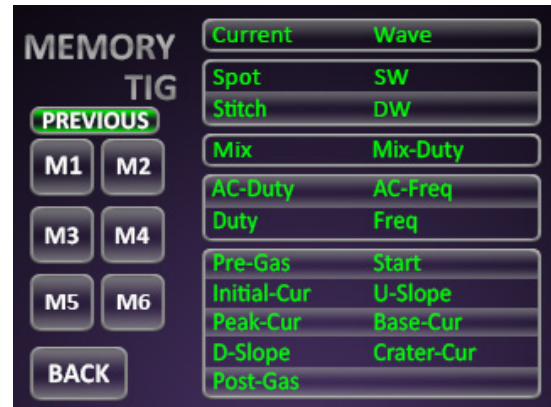 MEMORY
TIG
PREVIOUS
M1 M2
M3 M4
M5 M6
BACK
Current Wave
Spot SW
Stitch DW
Mix Mix-Duty
AC-Duty AC-Freq
Duty Freq
Pre-Gas Start
Initial-Cur U-Slope
Peak-Cur Base-Cur
D-Slope Crater-Cur
Post-Gas